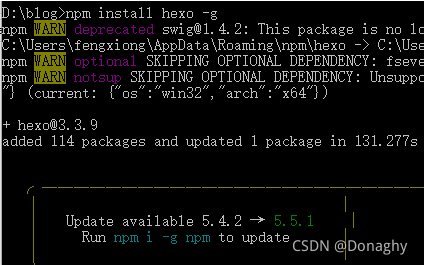 D:\blog>npm install hexo -g
npm WARN deprecated swig@1.4.2: This package is no lo
C:\Users\fengxiong\AppData\Roaming\npm\hexo -> C:\Use
npm WARN optional SKIPPING OPTIONAL DEPENDENCY: fseve
npm WARN notsup SKIPPING OPTIONAL DEPENDENCY: Unsuppo
"} (current: {"os":"win32","arch":"x64"})
+ hexo@3.3.9
added 114 packages and updated 1 package in 131.277s
Update available 5.4.2 → 5.5.1
Run npm i -g npm to update
CSDN @Donaghy